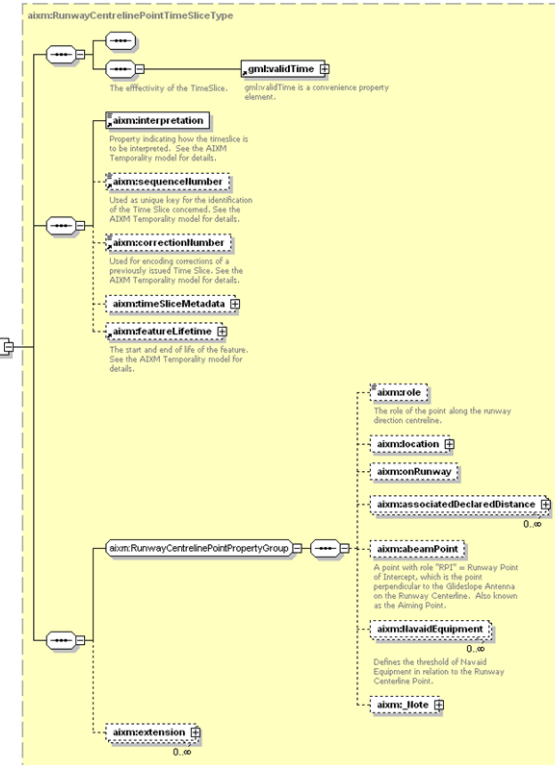 aixm:RunwayCentrelinePointTimeSliceType
gml:validTime
The efffectivity of the TimeSlice.
gml:validTime is a convenience property
element.
aixm:interpretation
Property indicating how the timeslice is
to be interpreted. See the AIXM
Temporality model for details.
aixm:sequenceNumber
Used as unique key for the identification
of the Time Slice concerned. See the
AIXM Temporality model for details.
aixm:correctionNumber
Used for encoding corrections of a
previously issued Time Slice. See the
AIXM Temporality model for details.
aixm:timeSliceMetadata
aixm:featureLifetime
The start and end of life of the feature.
See the AIXM Temporality model for
details.
aixm:role
The role of the point along the runway
direction centreline.
aixm:location
aixm:onRunway
aixm:associatedDeclaredDistance
0..∞
aixm:RunwayCentrelinePointPropertyGroup
aixm:abeamPoint
A point with role "RPI" = Runway Point
of Intercept, which is the point
perpendicular to the Glideslope Antenna
on the Runway Centerline. Also known
as the Aiming Point.
aixm:NavaidEquipment
0..∞
Defines the threshold of Navaid
Equipment in relation to the Runway
Centerline Point.
aixm:_Note
aixm:extension
0..∞